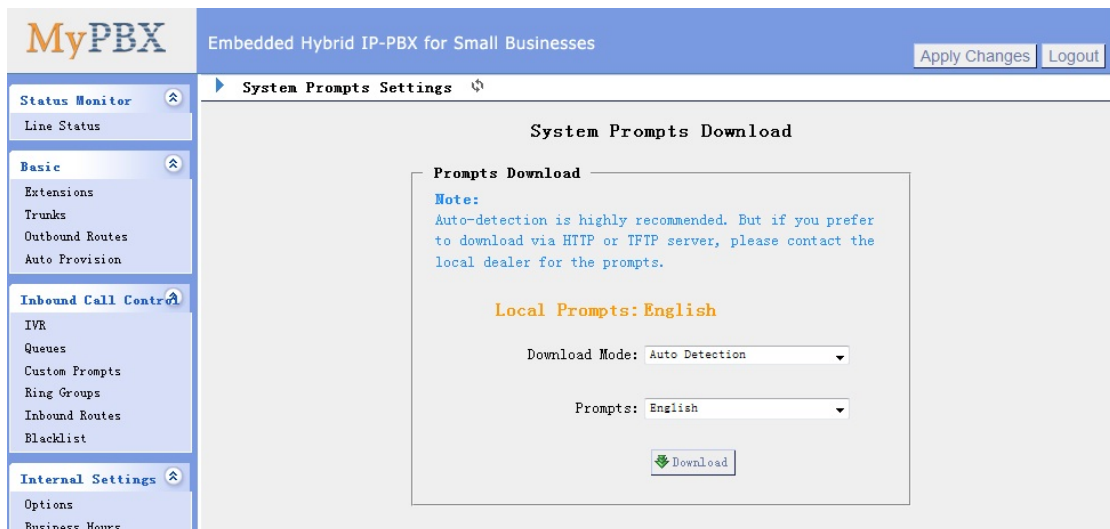 MyPBX
Embedded Hybrid IP-PBX for Small Businesses
Apply Changes
Logout
Status Monitor
Line Status
Basic
Extensions
Trunks
Outbound Routes
Auto Provision
Inbound Call Control
IVR
Queues
Custom Prompts
Ring Groups
Inbound Routes
Blacklist
Internal Settings
Options
Business Hours
System Prompts Settings
System Prompts Download
Prompts Download
Note:
Auto-detection is highly recommended. But if you prefer
to download via HTTP or TFTP server, please contact the
local dealer for the prompts.
Local Prompts: English
Download Mode: Auto Detection
Prompts: English
Download